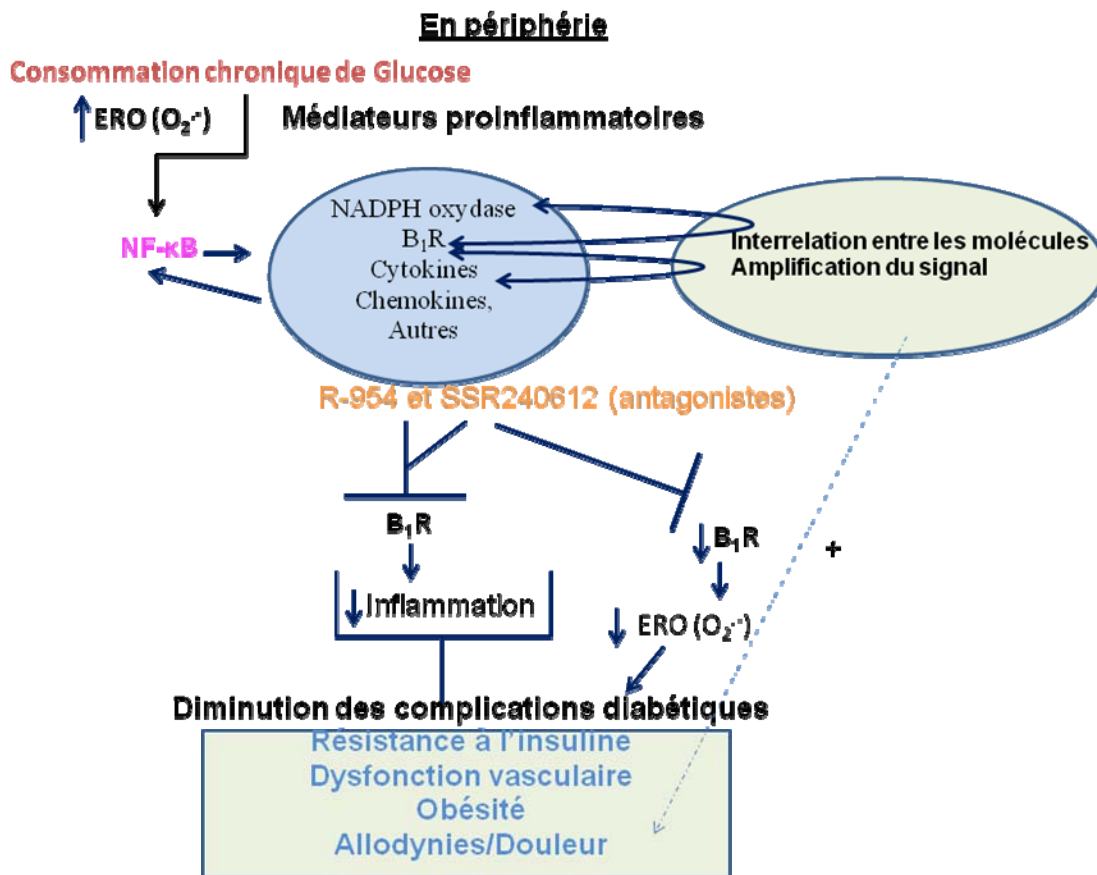 En périphérie
Consommation chronique de Glucose
ERO (O₂·-)
Médiateurs proinflammatoires
NF-κB
NADPH oxydase
B₁R
Cytokines
Chemokines,
Autres
Interrelation entre les molécules
Amplification du signal
R-954 et SSR240612 (antagonistes)
B₁R
Inflammation
B₁R
+
ERO (O₂·-)
Diminution des complications diabétiques
Résistance à l'insuline
Dysfonction vasculaire
Obésité
Allodynies/Douleur